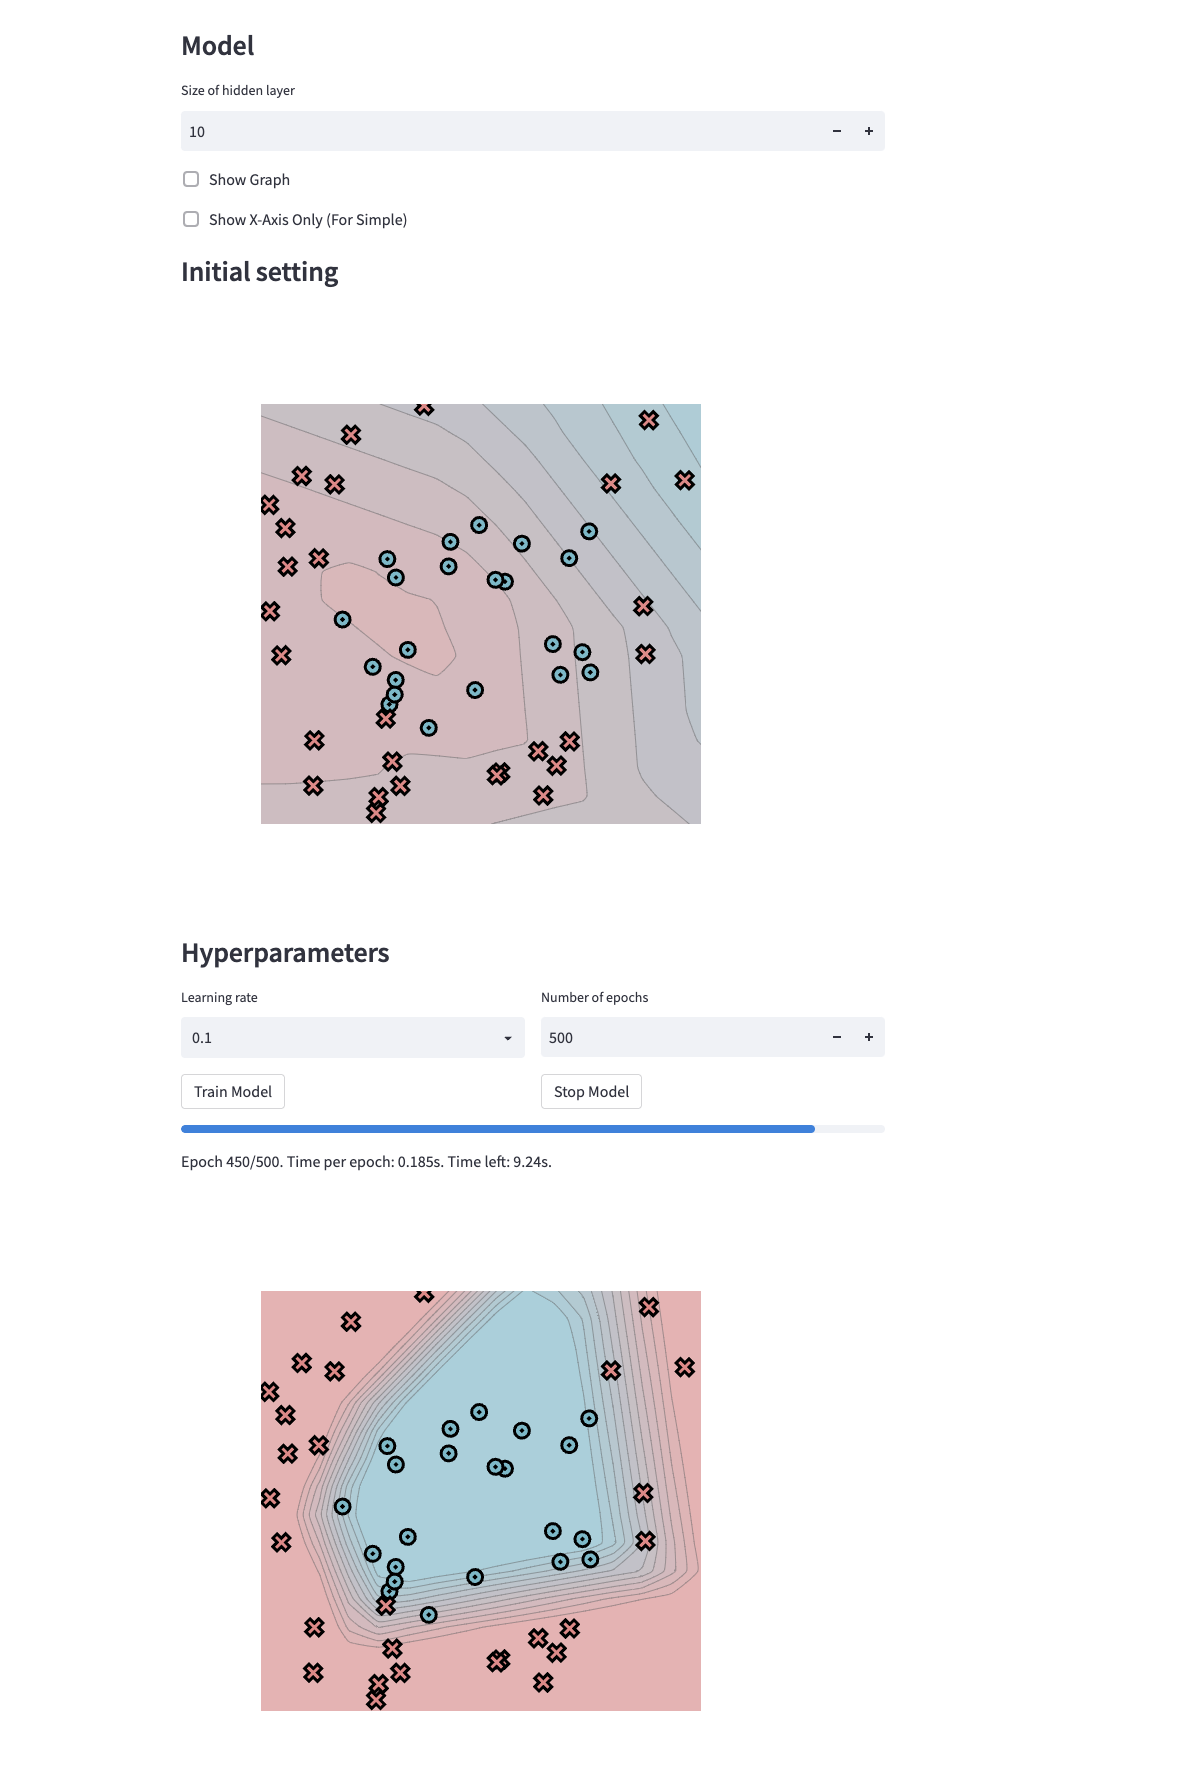 Model
Size of hidden layer
10
Show Graph
Show X-Axis Only (For Simple)
Initial setting
Hyperparameters
Learning rate
Number of epochs
0.1
500
Train Model
Stop Model
Epoch 450/500. Time per epoch: 0.185s. Time left: 9.24s.